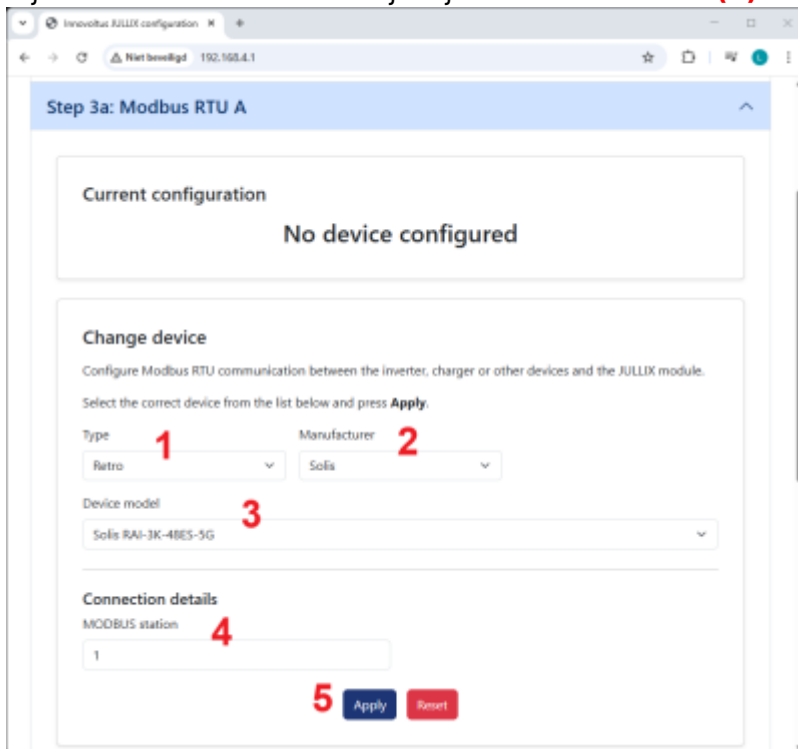 Innovoltus JULLIX configuration
Niet beveiligd 192.168.4.1
L
Step 3a: Modbus RTU A
Current configuration
No device configured
Change device
Configure Modbus RTU communication between the inverter, charger or other devices and the JULLIX module.
Select the correct device from the list below and press Apply.
Type 1 Manufacturer 2
Retro Solis
Device model 3
Solis RAI-3K-48ES-5G
Connection details
MODBUS station 4
1
5 Apply Reset